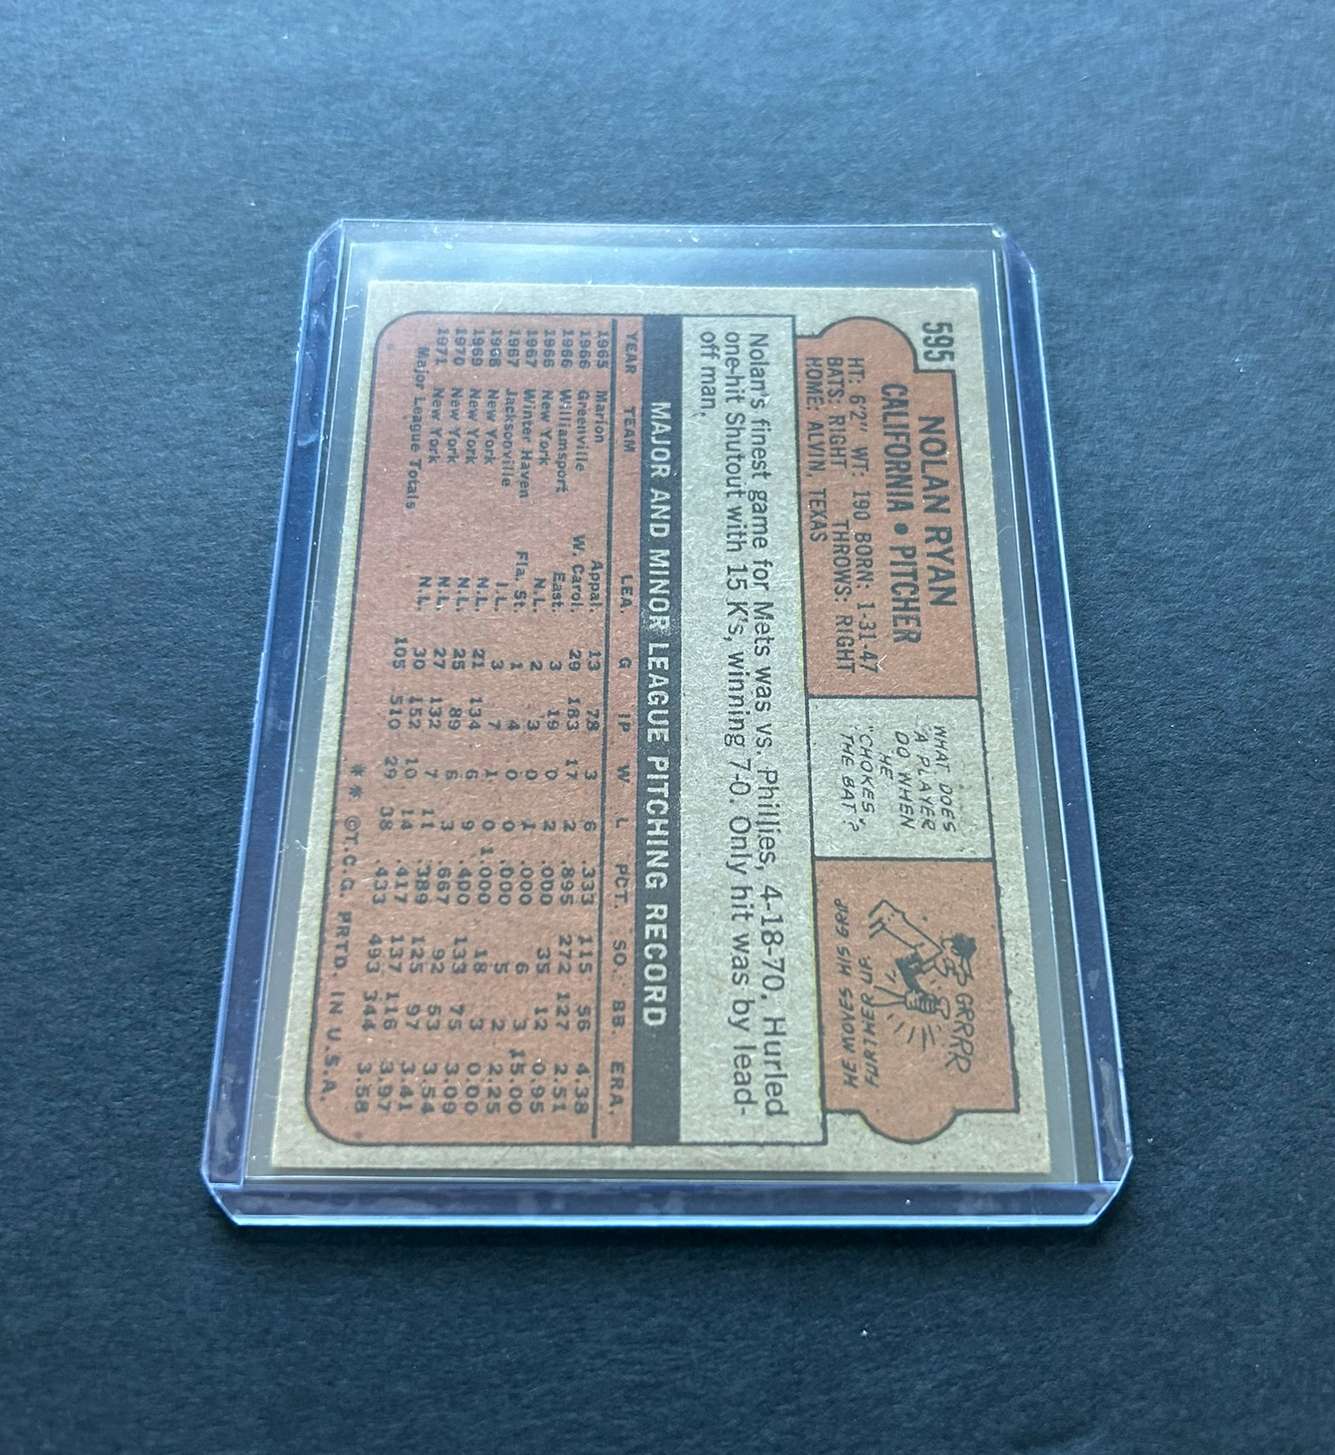 595
NOLAN RYAN
CALIFORNIA • PITCHER
HT: 6'2" WT: 190 BORN: 1-31-47
BATS: RIGHT THROWS: RIGHT
HOME: ALVIN, TEXAS
WHAT DOES
A PLAYER
DO WHEN
HE
"CHOKES"
THE BAT?
GRRRR
HE MOVES HIS GRIP
FURTHER UP
Nolan's finest game for Mets was vs. Phillies, 4-18-70. Hurled
one-hit Shutout with 15 K's, winning 7-0. Only hit was by lead-
off man.
MAJOR AND MINOR LEAGUE PITCHING RECORD
YEAR TEAM LEA. G IP W L PCT. SO. BB. ERA.
1965 Marion Appal. 13 78 3 6 .333 115 56 4.38
1966 Greenville W. Carol. 29 183 17 2 .895 272 127 2.51
1966 Williamsport East. 3 19 0 2 .000 35 12 0.95
1966 New York N.L. 2 3 0 1 .000 6 3 15.00
1967 Winter Haven Fla. St. 1 4 0 0 .000 5 2 2.25
1967 Jacksonville I.L. 3 7 1 0 1.000 18 3 0.00
1968 New York N.L. 21 134 6 9 .400 133 75 3.09
1969 New York N.L. 25 89 6 3 .667 92 53 3.54
1970 New York N.L. 27 132 7 11 .389 125 97 3.41
1971 New York N.L. 30 152 10 14 .417 137 116 3.97
Major League Totals 105 510 29 38 .433 493 344 3.58
* * ©T.C.G. PRTD. IN U.S.A.